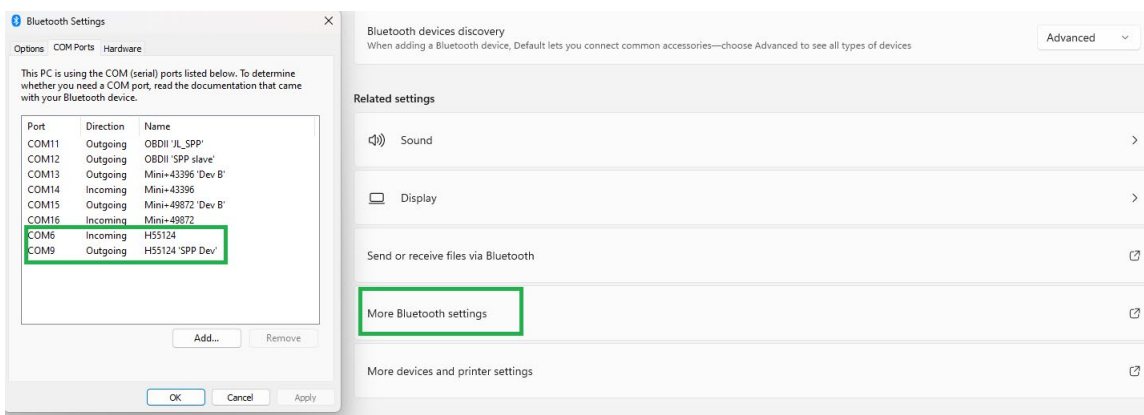 Bluetooth Settings
Options COM Ports Hardware
This PC is using the COM (serial) ports listed below. To determine
whether you need a COM port, read the documentation that came
with your Bluetooth device.
Port Direction Name
COM11 Outgoing OBDII 'JL_SPP'
COM12 Outgoing OBDII 'SPP slave'
COM13 Outgoing Mini+43396 'Dev B'
COM14 Incoming Mini+43396
COM15 Outgoing Mini+49872 'Dev B'
COM16 Incoming Mini+49872
COM6 Incoming H55124
COM9 Outgoing H55124 'SPP Dev'
Add... Remove
OK Cancel Apply
Bluetooth devices discovery
When adding a Bluetooth device, Default lets you connect common accessories—choose Advanced to see all types of devices
Advanced
Related settings
Sound
Display
Send or receive files via Bluetooth
More Bluetooth settings
More devices and printer settings